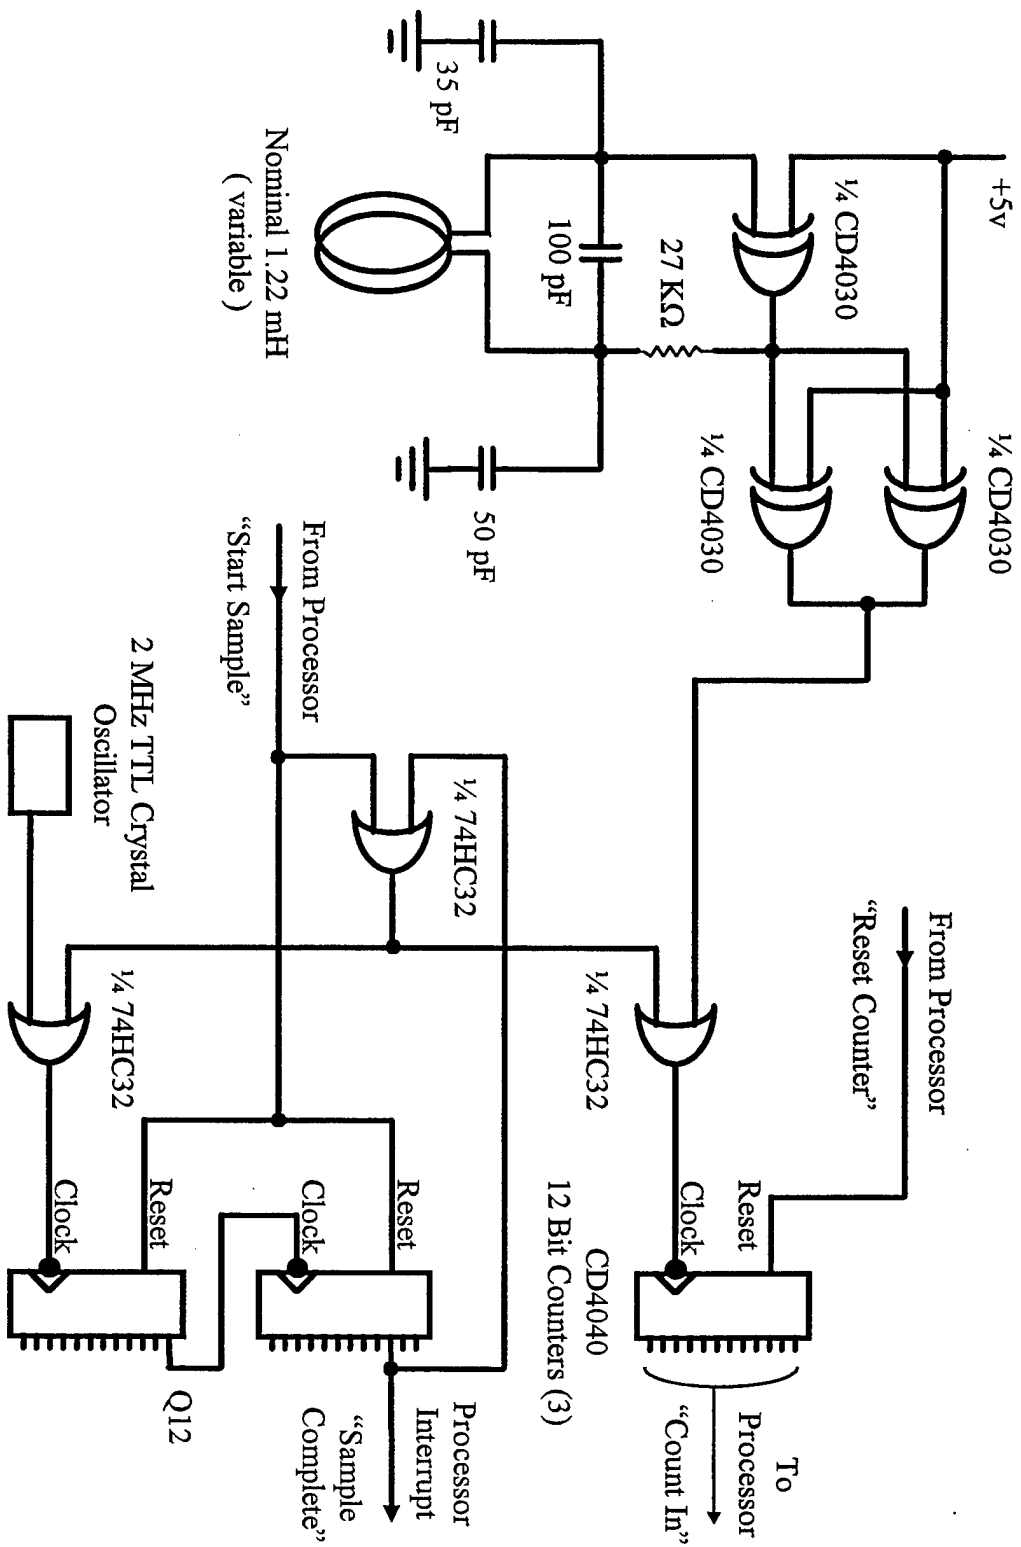 +5v
¼ CD4030
¼ CD4030
¼ CD4030
27 KΩ
100 pF
35 pF
50 pF
Nominal 1.22 mH
( variable )
From Processor
"Reset Counter"
From Processor
"Start Sample"
¼ 74HC32
¼ 74HC32
¼ 74HC32
2 MHz TTL Crystal
Oscillator
Reset
Clock
Reset
Clock
Reset
Clock
CD4040
12 Bit Counters (3)
To
Processor
"Count In"
Processor
Interrupt
"Sample
Complete"
Q12